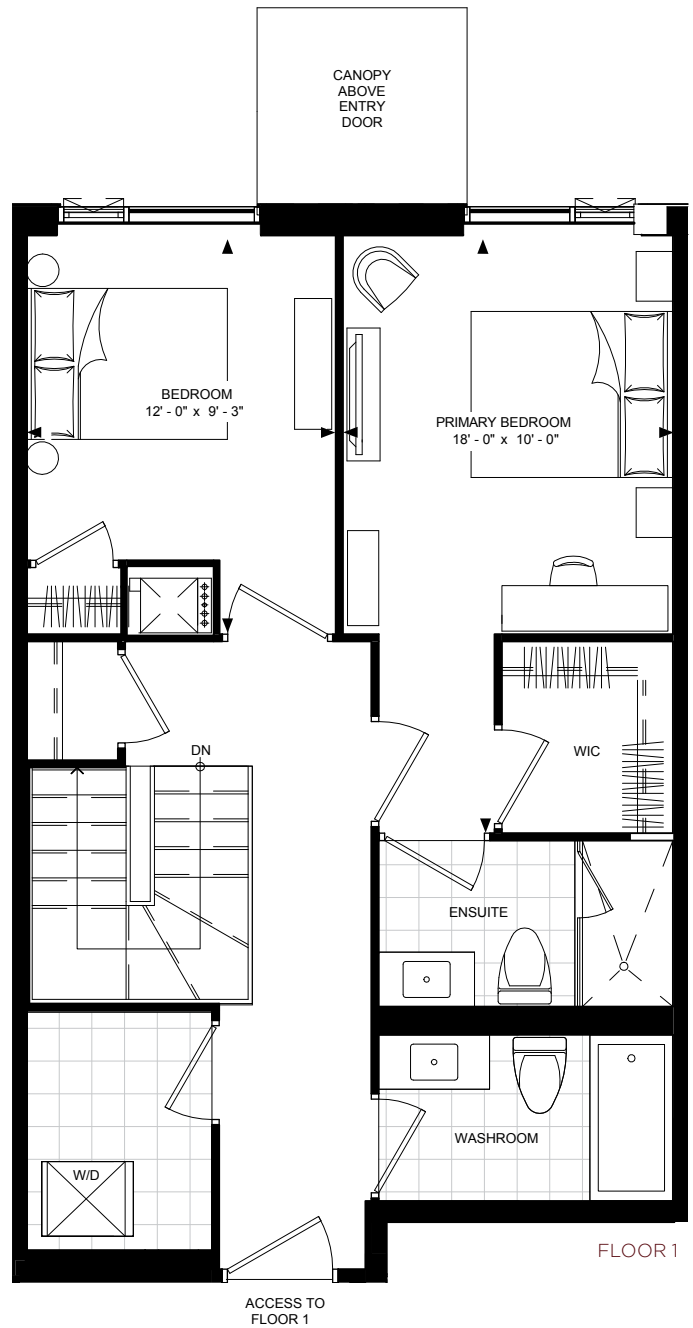 CANOPY
ABOVE
ENTRY
DOOR
BEDROOM
12' - 0" x 9' - 3"
PRIMARY BEDROOM
18' - 0" x 10' - 0"
DN
WIC
ENSUITE
WASHROOM
W/D
FLOOR 1
ACCESS TO
FLOOR 1